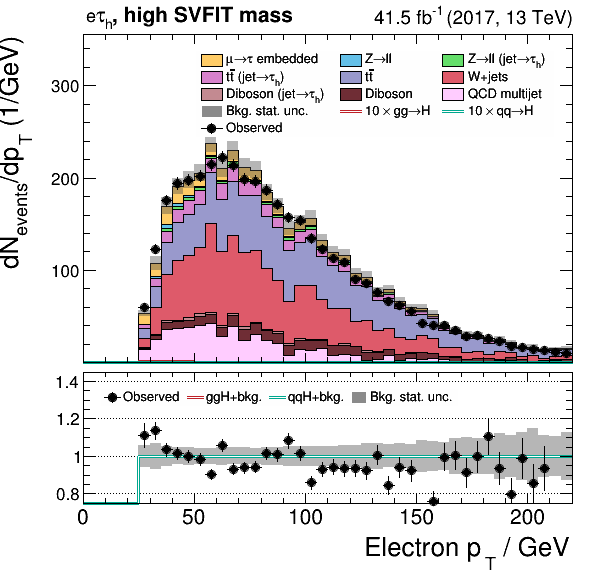 eτh, high SVFIT mass 41.5 fb⁻¹ (2017, 13 TeV)
dNevents/dpT (1/GeV)
300
200
100
μ→τ embedded Z→ll Z→ll (jet→τh)
tt̄ (jet→τh) tt̄ W+jets
Diboson (jet→τh) Diboson QCD multijet
Bkg. stat. unc. 10 × gg→H 10 × qq→H
Observed
1.4
1.2
1
0.8
Observed ggH+bkg. qqH+bkg. Bkg. stat. unc.
0 50 100 150 200
Electron pT / GeV